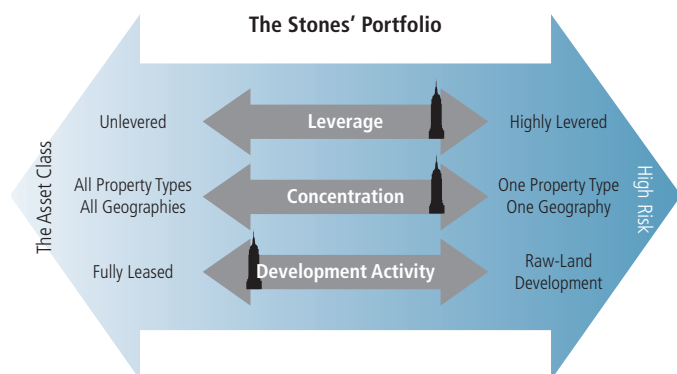 The Stones’ Portfolio
The Asset Class
Unlevered
Leverage
Highly Levered
All Property Types
All Geographies
Concentration
One Property Type
One Geography
Fully Leased
Development Activity
Raw-Land
Development
High Risk